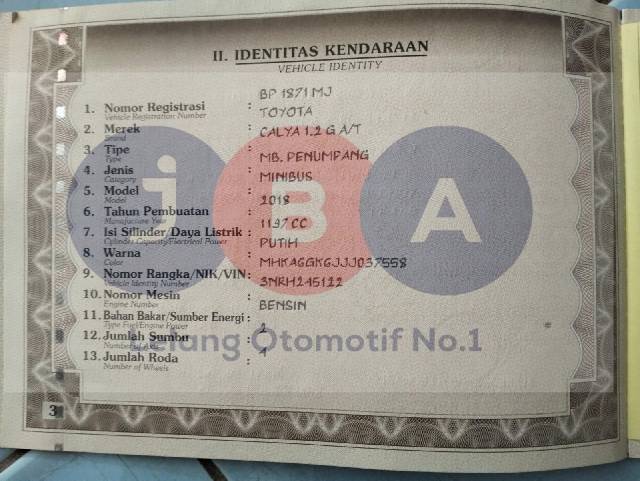 II. IDENTITAS KENDARAAN
VEHICLE IDENTITY
BP 1871 MJ
1. Nomor Registrasi :
Vehicle Registration Number
TOYOTA
2. Merek :
Brand
CALYA 1.2 G A/T
3. Tipe :
Type
MB. PENUMPANG
4. Jenis :
Category
MINIBUS
5. Model :
Model
2018
6. Tahun Pembuatan :
Manufacture Year
1197 CC
7. Isi Silinder/Daya Listrik :
Cylinder Capacity/Electrical Power
PUTIH
8. Warna :
Color
MHKA6GK6JJJ037558
9. Nomor Rangka/NIK/VIN :
Vehicle Identity Number
3NRH245122
10. Nomor Mesin :
Engine Number
BENSIN
11. Bahan Bakar/Sumber Energi :
Type Fuel/Engine Power
2
12. Jumlah Sumbu :
Number of Axle
4
13. Jumlah Roda :
Number of Wheels
iBA
Lelang Otomotif No.1
3